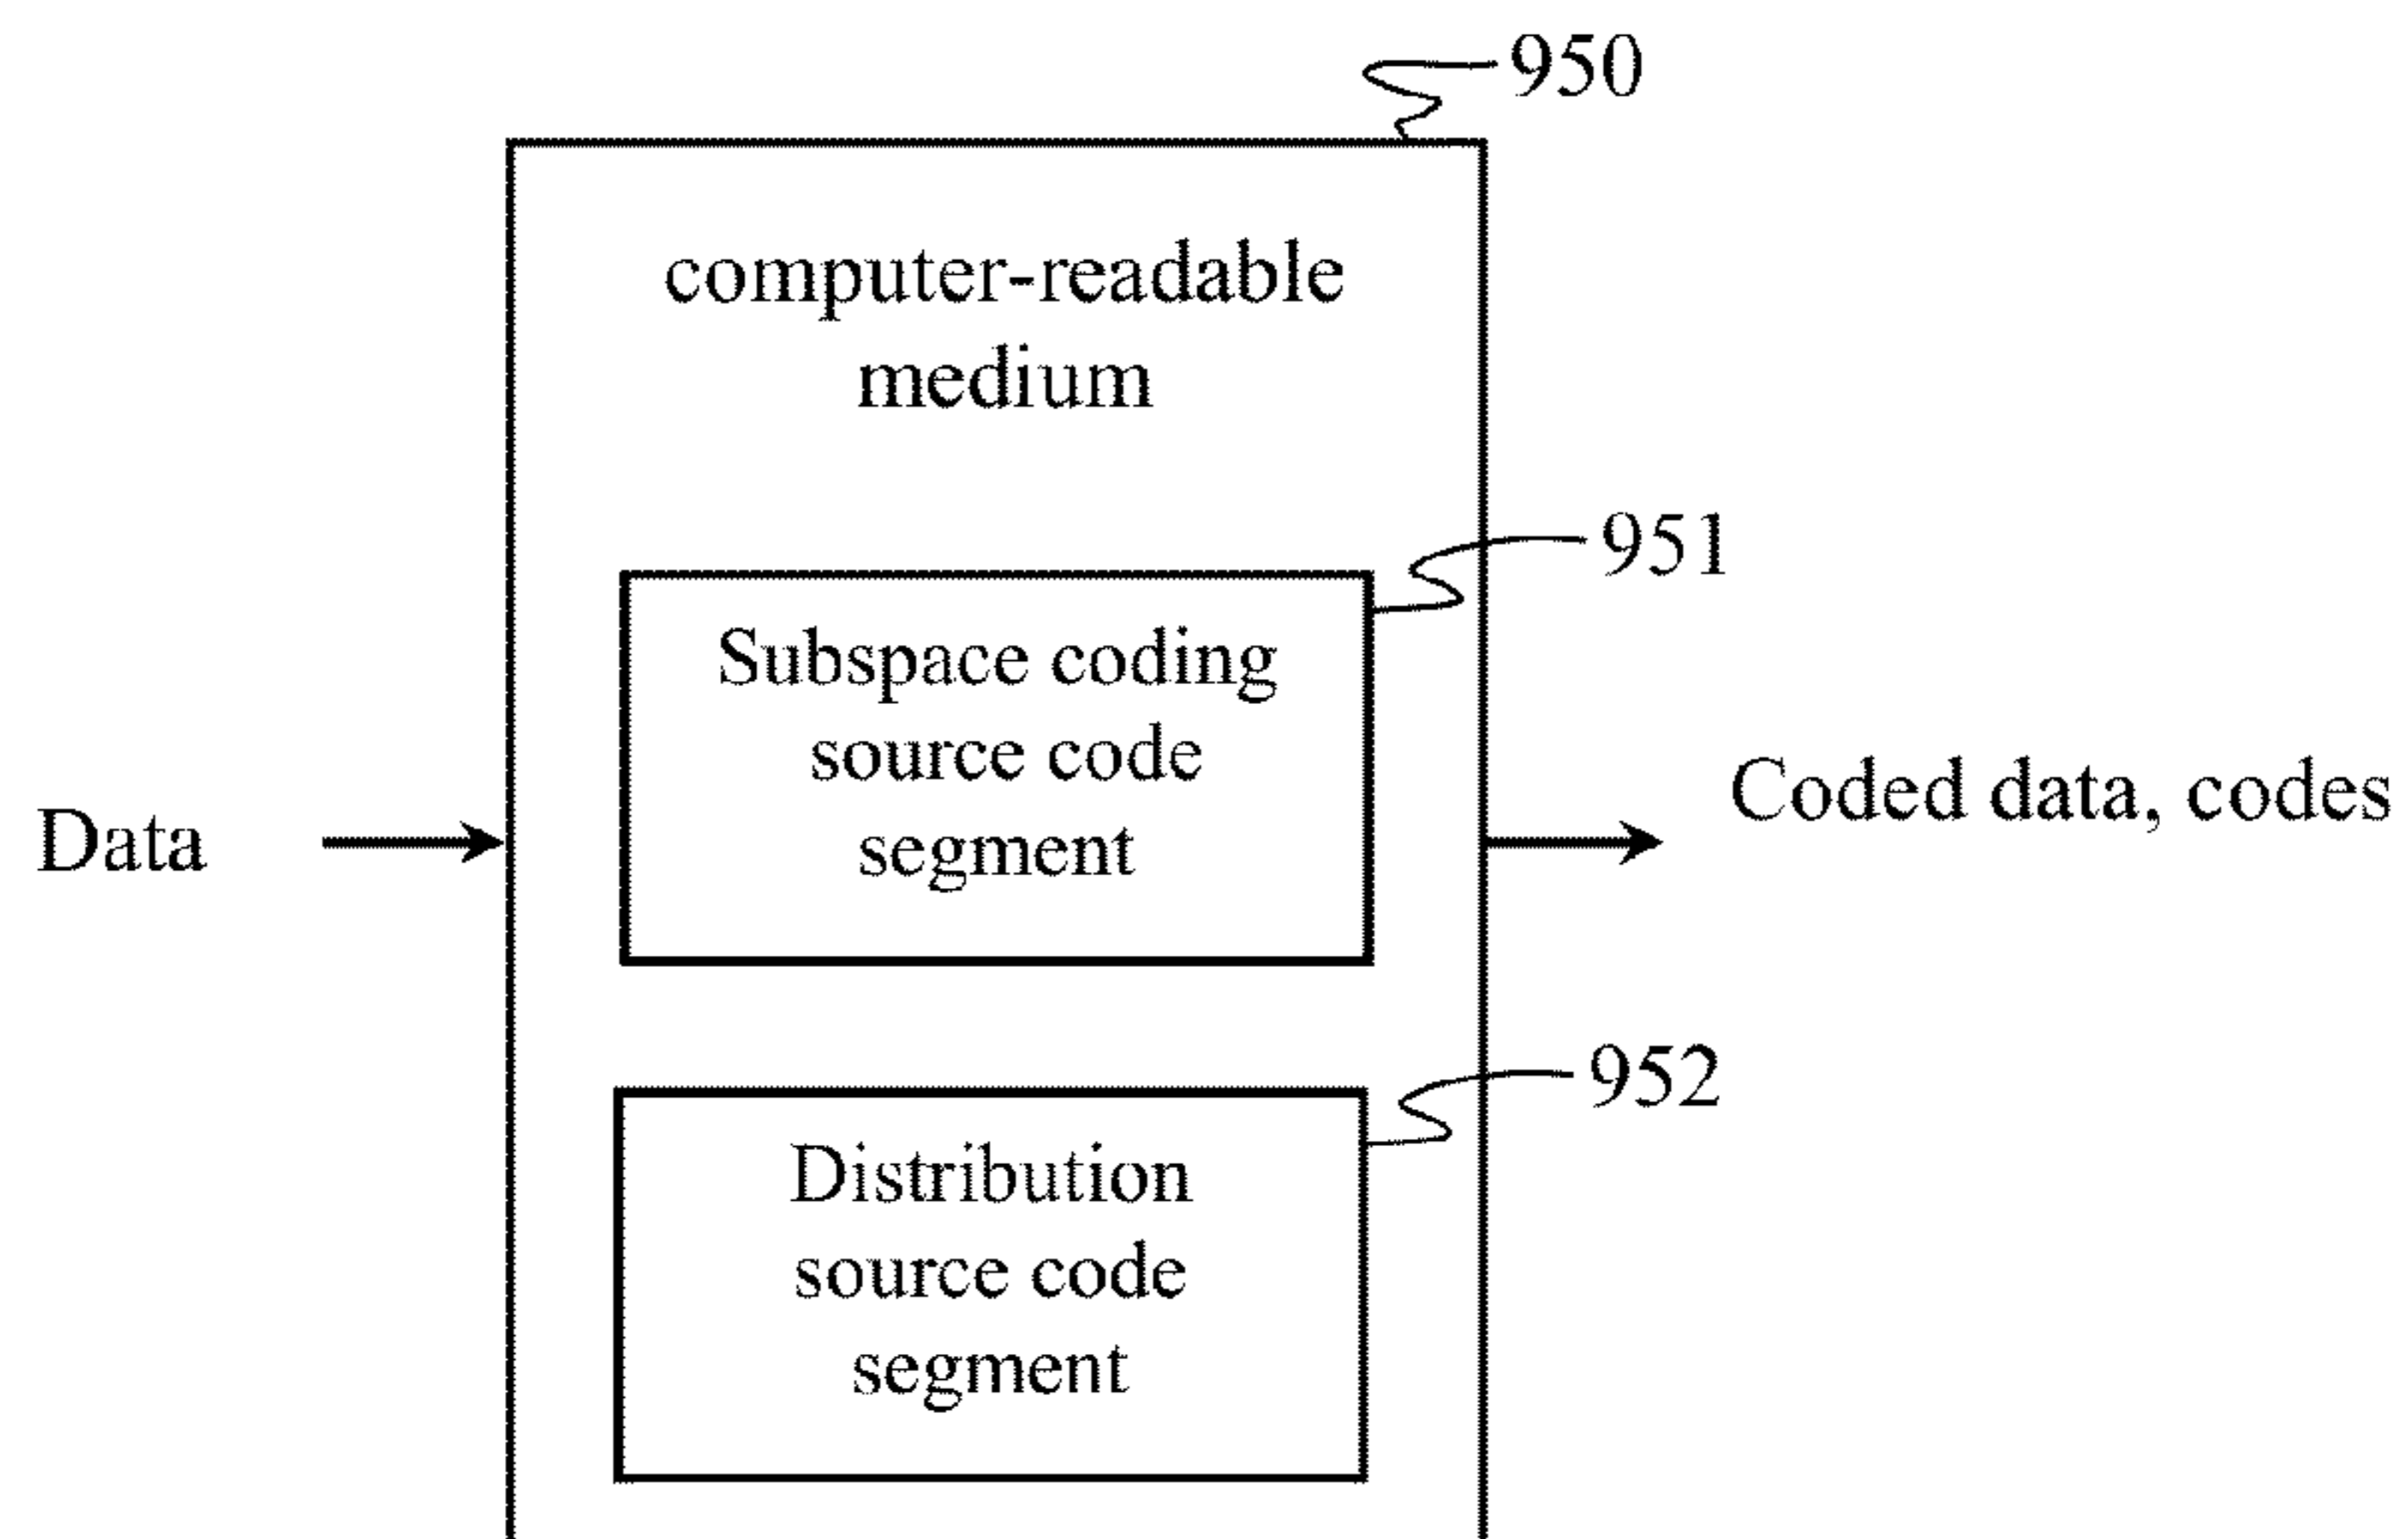 950
computer-readable
medium
951
Subspace coding
source code
segment
Data
Coded data, codes
952
Distribution
source code
segment